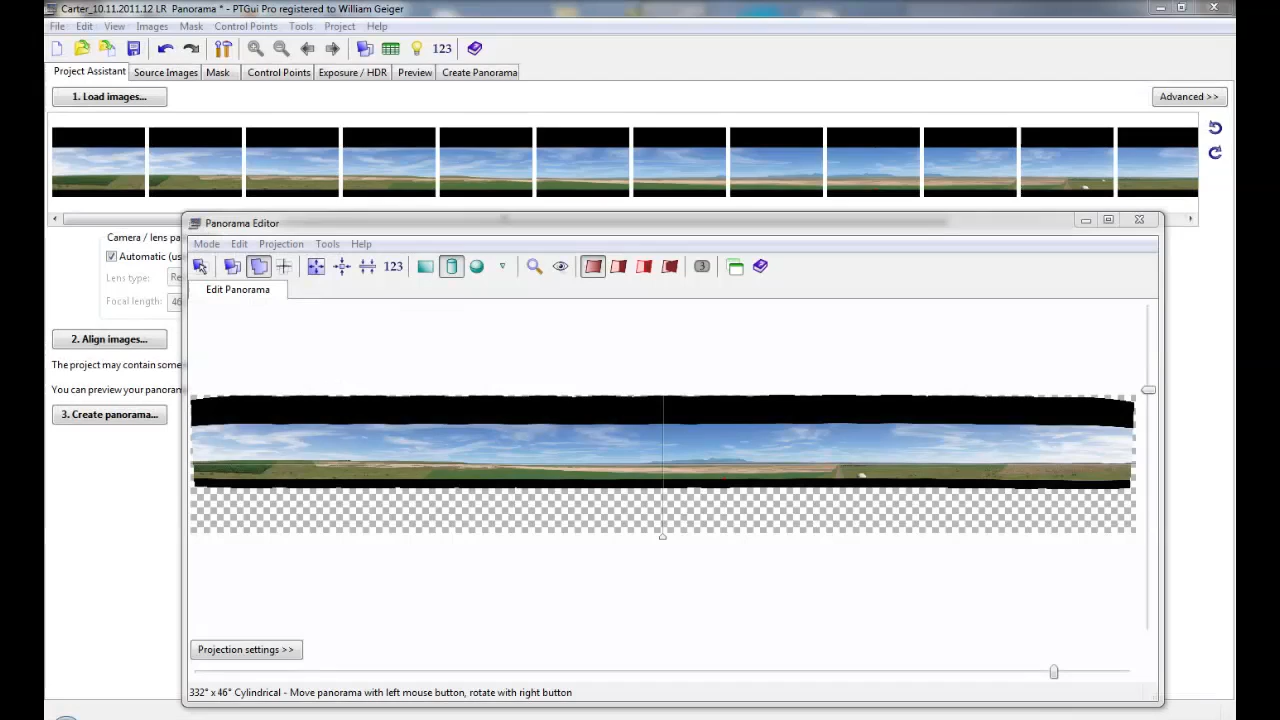 Carter_10.11.2011.12 LR Panorama * - PTGui Pro registered to William Geiger
File Edit View Images Mask Control Points Tools Project Help
123
Project Assistant Source Images Mask Control Points Exposure / HDR Preview Create Panorama
1. Load images...
Advanced >>
Panorama Editor
Camera / lens pa
Mode Edit Projection Tools Help
Automatic (us
123
3
Lens type: Re
Edit Panorama
Focal length: 46
2. Align images...
The project may contain some
You can preview your panoram
3. Create panorama...
Projection settings >>
332° x 46° Cylindrical - Move panorama with left mouse button, rotate with right button